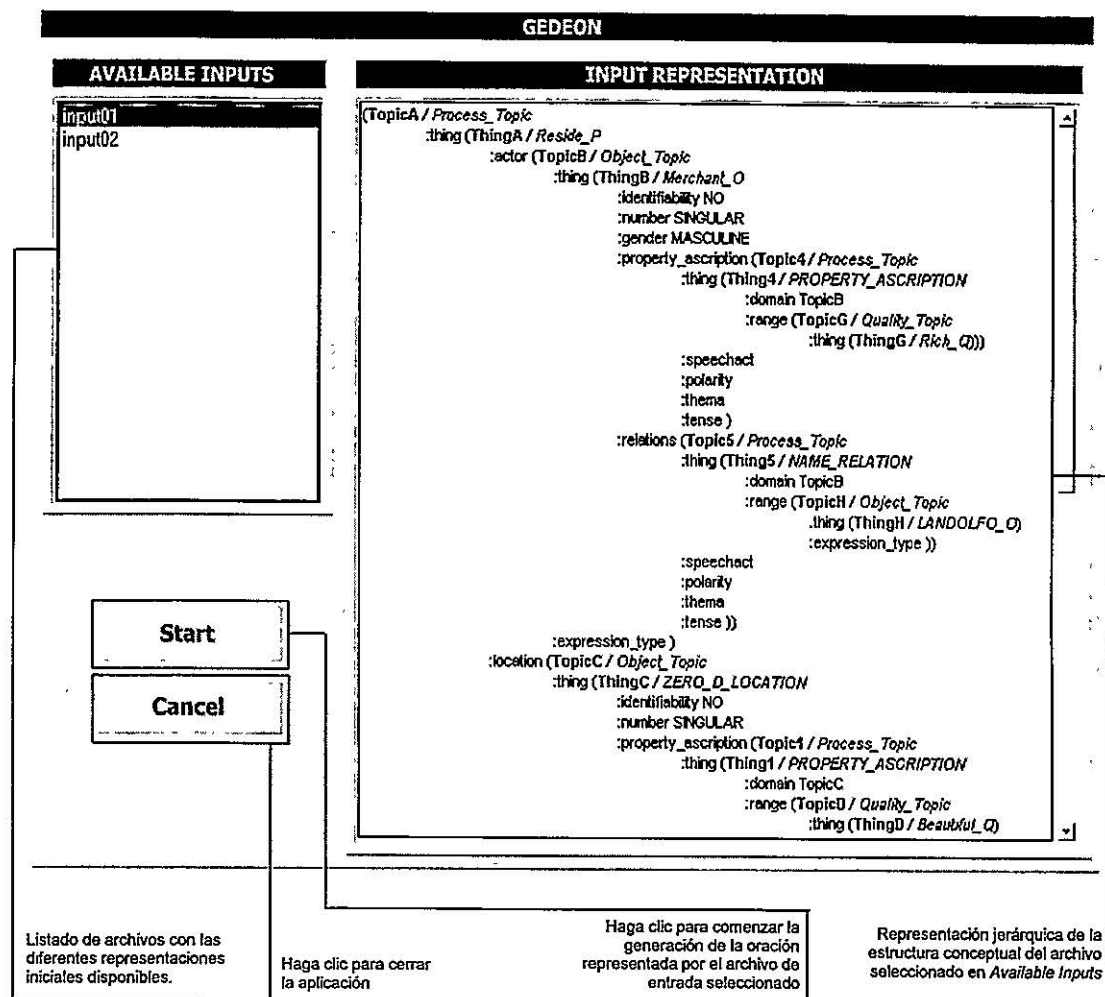 GEDEON
AVAILABLE INPUTS
input01
input02
INPUT REPRESENTATION
(TopicA / Process_Topic
:thing (ThingA / Reside_P
:actor (TopicB / Object_Topic
:thing (ThingB / Merchant_O
:identifiability NO
:number SINGULAR
:gender MASCULINE
:property_ascription (Topic4 / Process_Topic
:thing (Thing4 / PROPERTY_ASCRIPTION
:domain TopicB
:range (TopicG / Quality_Topic
:thing (ThingG / Rich_Q)))
:speechact
:polarity
:thema
:tense )
:relations (Topic5 / Process_Topic
:thing (Thing5 / NAME_RELATION
:domain TopicB
:range (TopicH / Object_Topic
:thing (ThingH / LANDOLFO_O)
:expression_type ))
:speechact
:polarity
:thema
:tense ))
:expression_type )
:location (TopicC / Object_Topic
:thing (ThingC / ZERO_D_LOCATION
:identifiability NO
:number SINGULAR
:property_ascription (Topic1 / Process_Topic
:thing (Thing1 / PROPERTY_ASCRIPTION
:domain TopicC
:range (TopicD / Quality_Topic
:thing (ThingD / Beautiful_Q)
Start
Cancel
Listado de archivos con las
diferentes representaciones
iniciales disponibles.
Haga clic para cerrar
la aplicación
Haga clic para comenzar la
generación de la oración
representada por el archivo de
entrada seleccionado
Representación jerárquica de la
estructura conceptual del archivo
seleccionado en Available Inputs